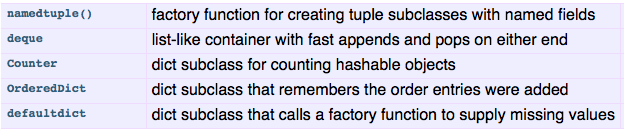 namedtuple() factory function for creating tuple subclasses with named fields
deque list-like container with fast appends and pops on either end
Counter dict subclass for counting hashable objects
OrderedDict dict subclass that remembers the order entries were added
defaultdict dict subclass that calls a factory function to supply missing values